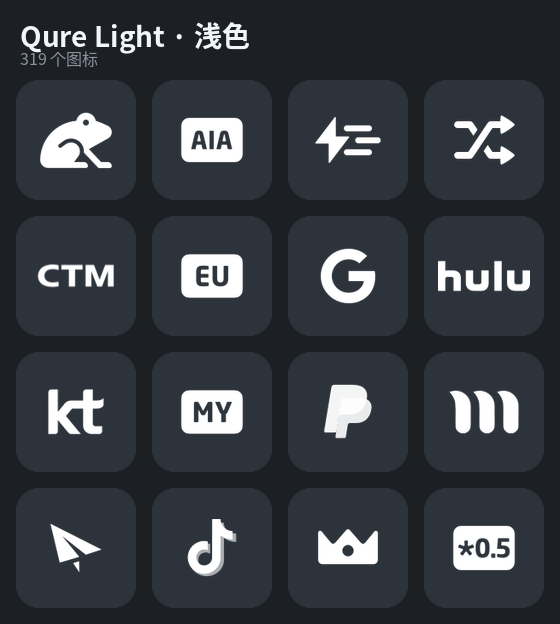 Qure Light · 浅色
319 个图标
AIA
CTM
EU
G
hulu
kt
MY
*0.5